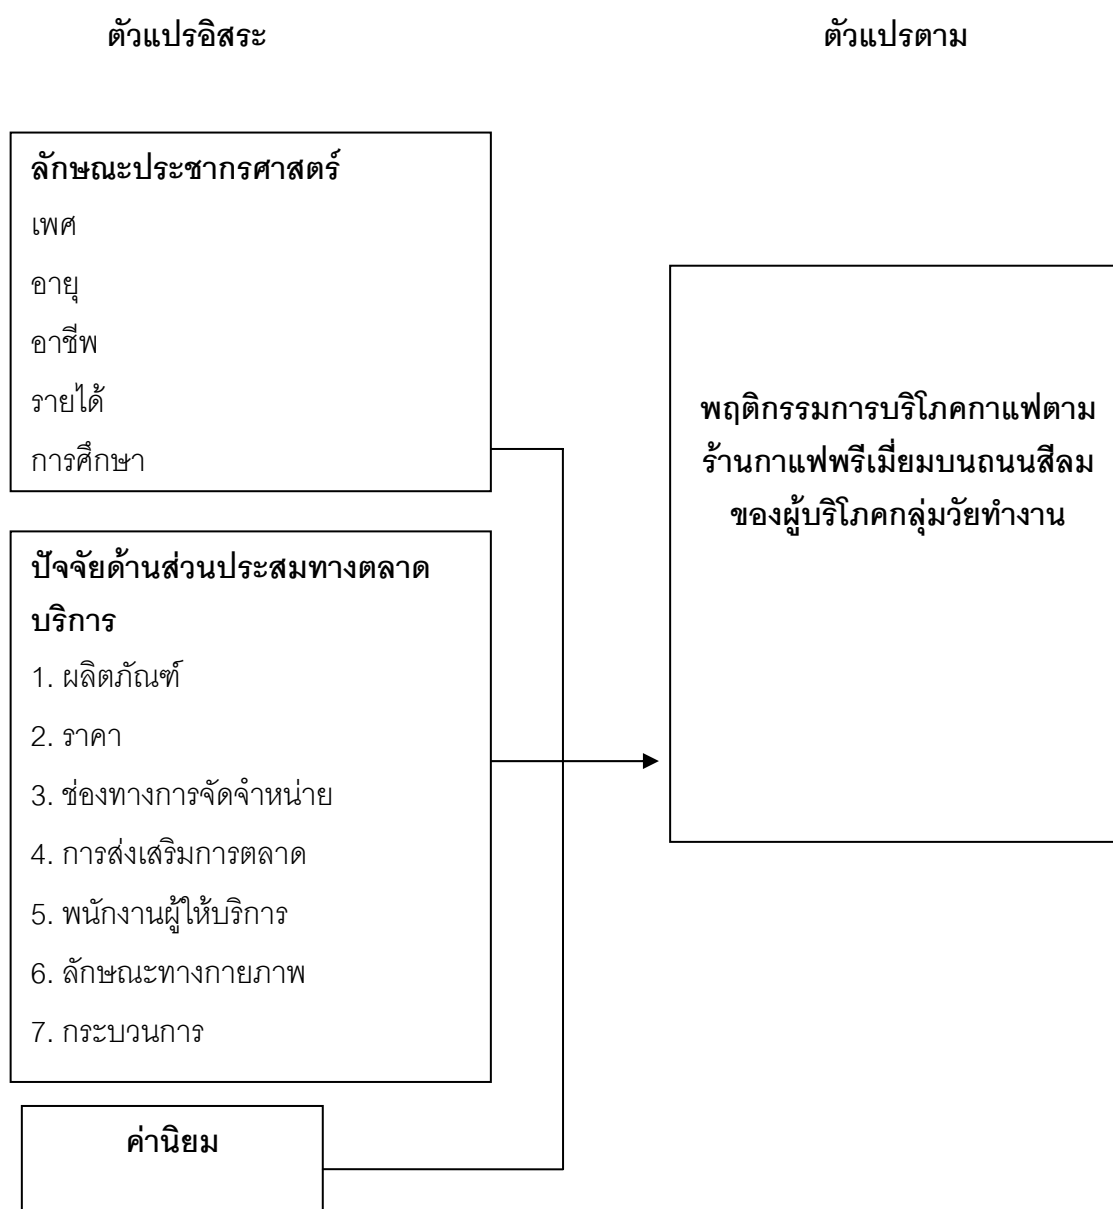 ตัวแปรอิสระ
ตัวแปรตาม
ลักษณะประชากรศาสตร์
เพศ
อายุ
อาชีพ
รายได้
การศึกษา
ปัจจัยด้านส่วนประสมทางตลาด
บริการ
1. ผลิตภัณฑ์
2. ราคา
3. ช่องทางการจัดจำหน่าย
4. การส่งเสริมการตลาด
5. พนักงานผู้ให้บริการ
6. ลักษณะทางกายภาพ
7. กระบวนการ
ค่านิยม
พฤติกรรมการบริโภคกาแฟตาม
ร้านกาแฟพรีเมี่ยมบนถนนสีลม
ของผู้บริโภคกลุ่มวัยทำงาน